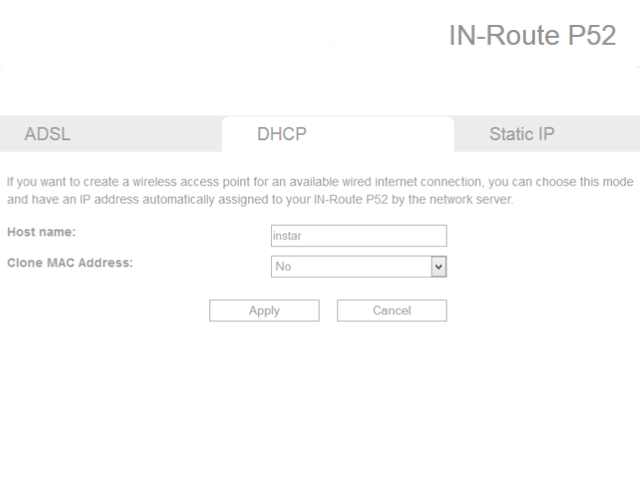 IN-Route P52
ADSL DHCP Static IP
If you want to create a wireless access point for an available wired internet connection, you can choose this mode
and have an IP address automatically assigned to your IN-Route P52 by the network server.
Host name: instar
Clone MAC Address: No
Apply Cancel